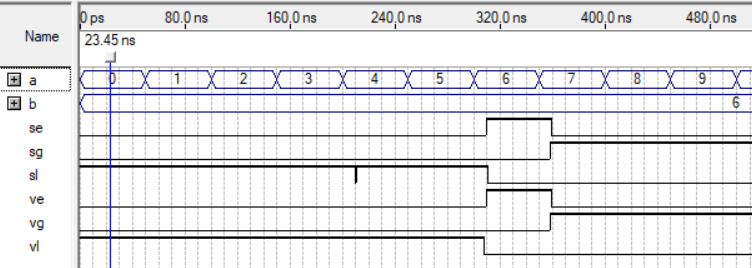 Name
0 ps 80.0 ns 160.0 ns 240.0 ns 320.0 ns 400.0 ns 480.0 ns
23.45 ns
a 0 1 2 3 4 5 6 7 8 9
b 6
se
sg
sl
ve
vg
vl